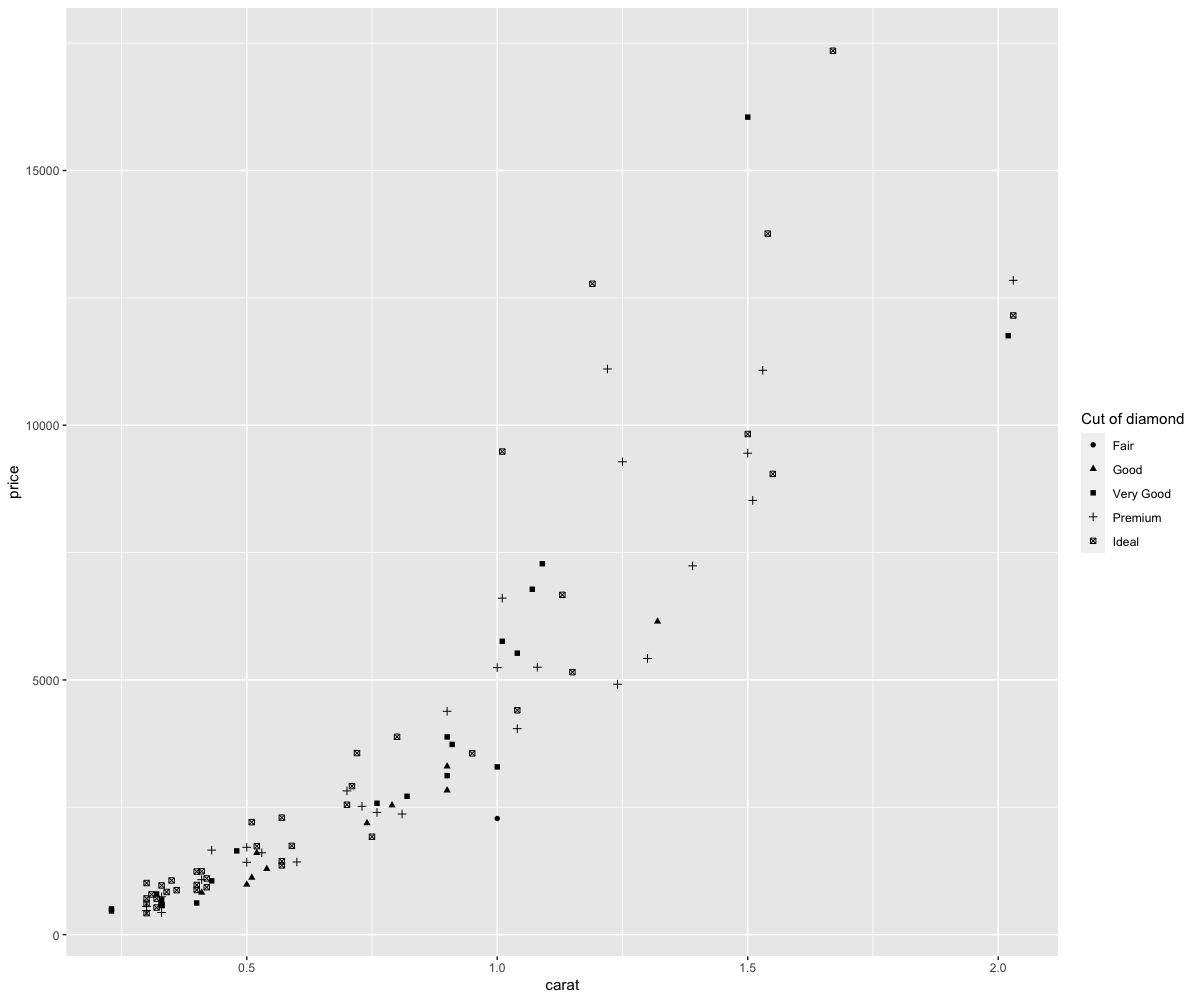 15000
10000
5000
0
price
0.5
1.0
1.5
2.0
carat
Cut of diamond
Fair
Good
Very Good
Premium
Ideal